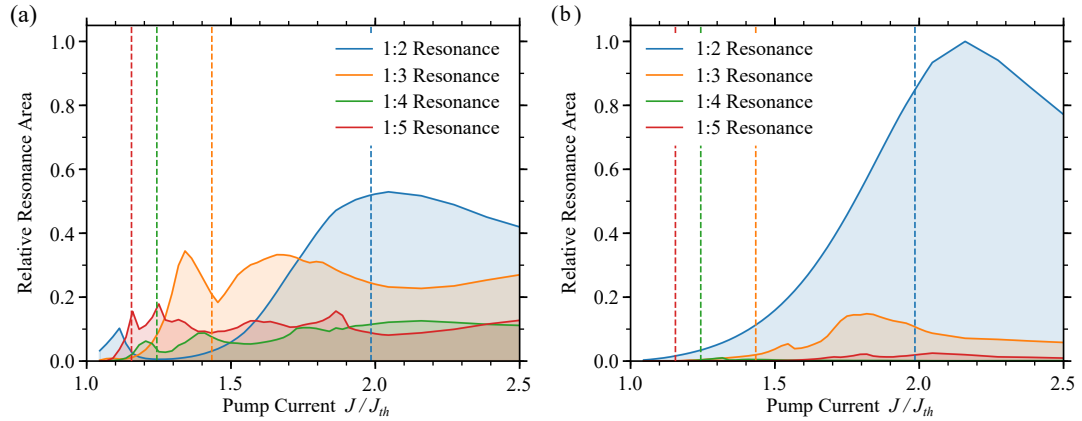 (a)
1.0
0.8
0.6
0.4
0.2
0.0
Relative Resonance Area
1:2 Resonance
1:3 Resonance
1:4 Resonance
1:5 Resonance
1.0 1.5 2.0 2.5
Pump Current J / J_th
(b)
1.0
0.8
0.6
0.4
0.2
0.0
Relative Resonance Area
1:2 Resonance
1:3 Resonance
1:4 Resonance
1:5 Resonance
1.0 1.5 2.0 2.5
Pump Current J / J_th